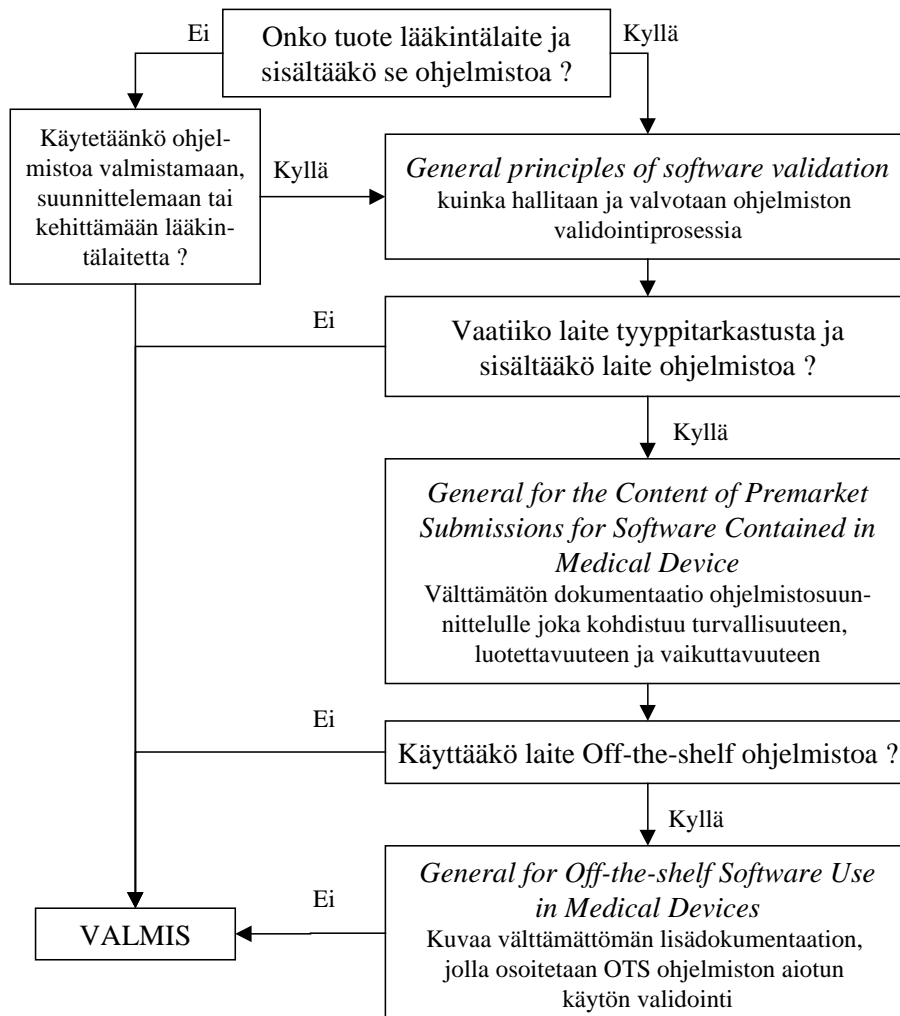 Ei
Onko tuote lääkintälaite ja
sisältääkö se ohjelmistoa ?
Kyllä
Käytetäänkö ohjel-
mistoa valmistamaan,
suunnittelemaan tai
kehittämään lääkin-
tälaitetta ?
Kyllä
General principles of software validation
kuinka hallitaan ja valvotaan ohjelmiston
validointiprosessia
Ei
Vaatiiko laite tyyppitarkastusta ja
sisältääkö laite ohjelmistoa ?
Kyllä
General for the Content of Premarket
Submissions for Software Contained in
Medical Device
Välttämätön dokumentaatio ohjelmistosuun-
nittelulle joka kohdistuu turvallisuuteen,
luotettavuuteen ja vaikuttavuuteen
Ei
Käyttääkö laite Off-the-shelf ohjelmistoa ?
Kyllä
General for Off-the-shelf Software Use
in Medical Devices
Kuvaa välttämättömän lisädokumentaation,
jolla osoitetaan OTS ohjelmiston aiotun
käytön validointi
Ei
VALMIS